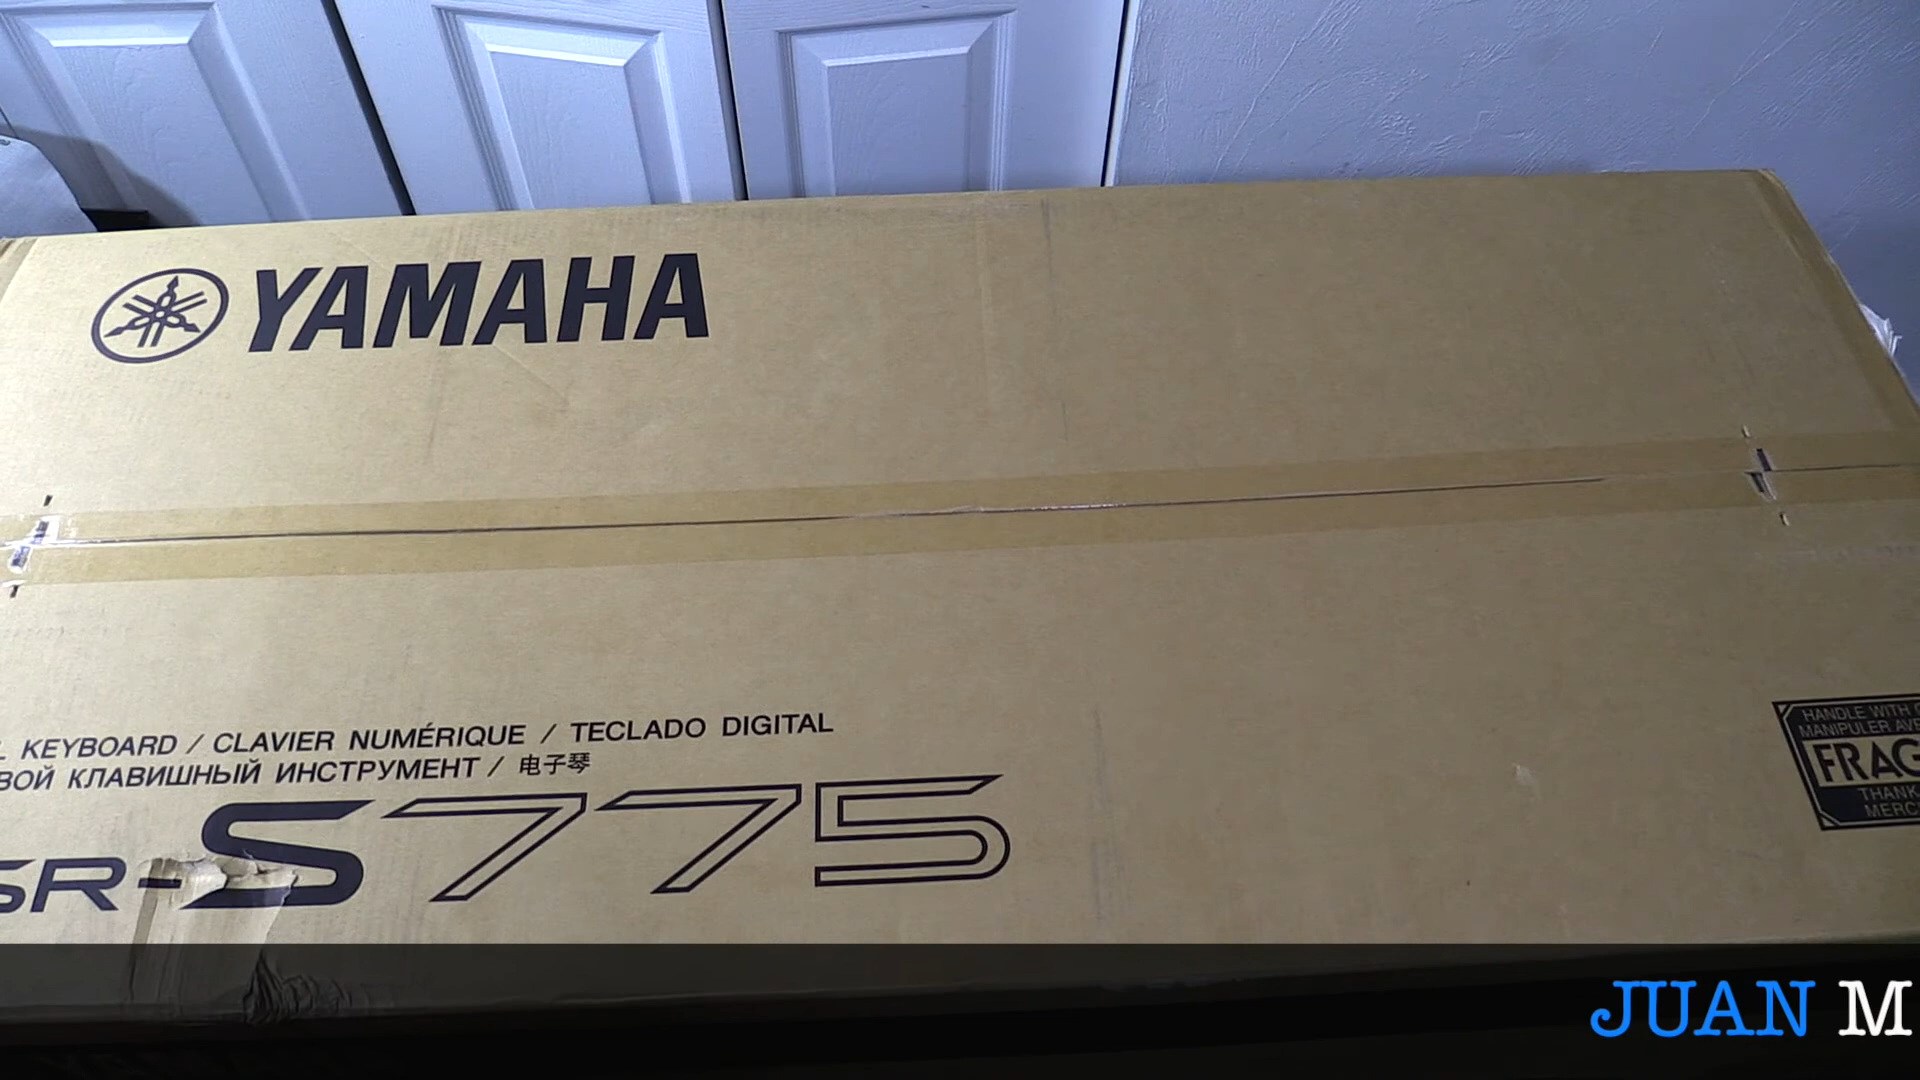 YAMAHA
KEYBOARD / CLAVIER NUMÉRIQUE / TECLADO DIGITAL
КЛАВИШНЫЙ ИНСТРУМЕНТ / 电子琴
SR-S775
HANDLE WITH
MANIPULER
FRAG
THANK
MERC
JUAN M